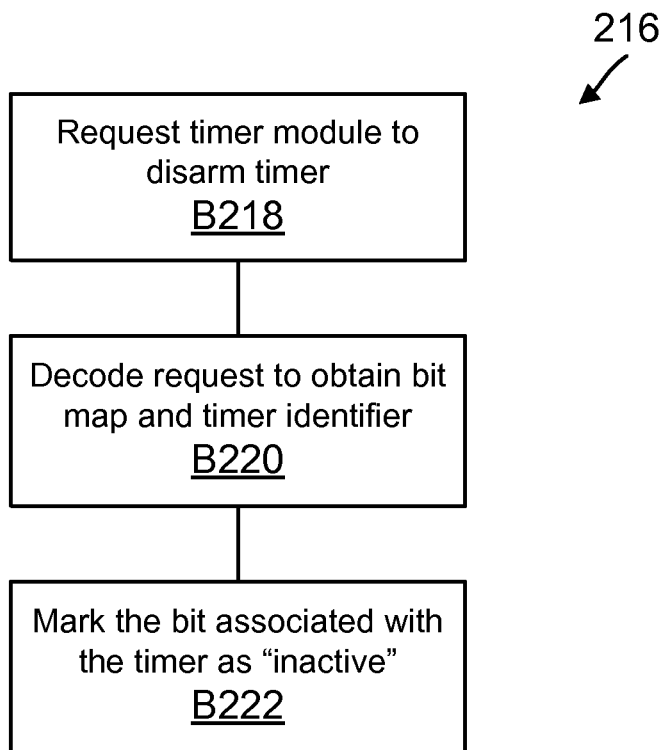 216
Request timer module to
disarm timer
B218
Decode request to obtain bit
map and timer identifier
B220
Mark the bit associated with
the timer as “inactive”
B222